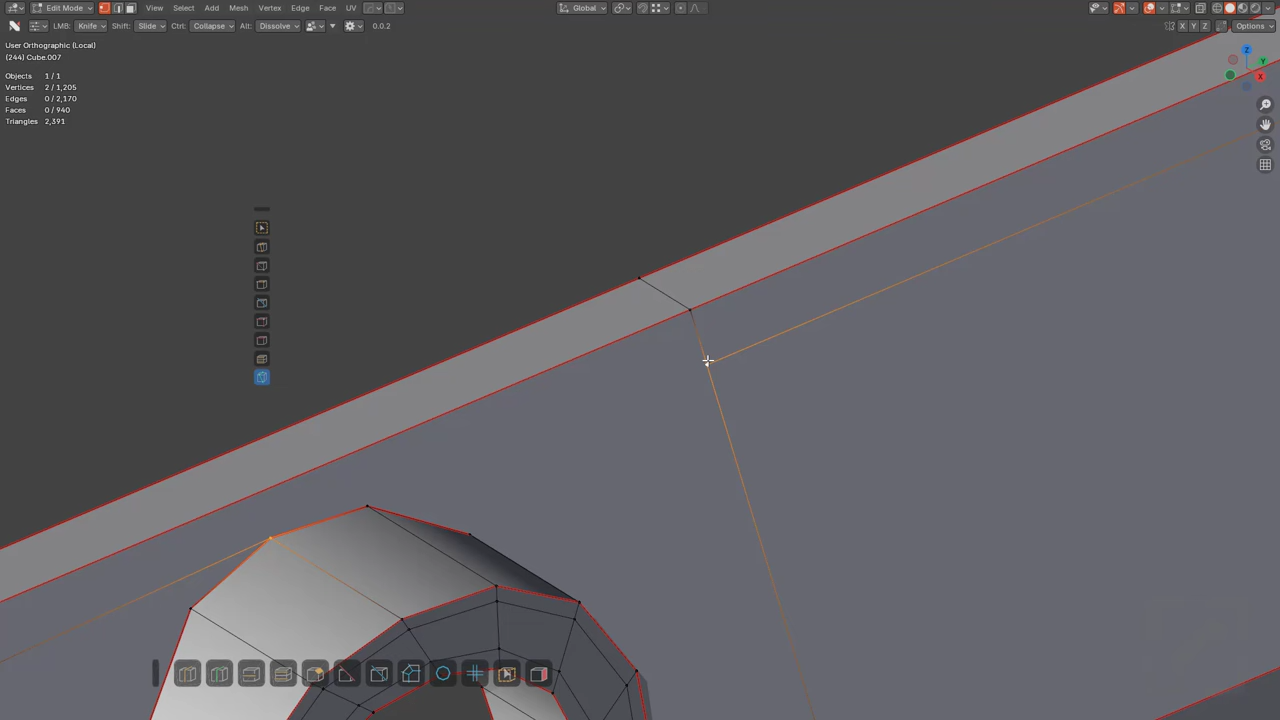 Edit Mode View Select Add Mesh Vertex Edge Face UV Global
LMB: Knife Shift: Slide Ctrl: Collapse Alt: Dissolve 0.0.2 X Y Z Options
User Orthographic (Local)
(244) Cube.007
Objects 1 / 1
Vertices 2 / 1,205
Edges 0 / 2,170
Faces 0 / 940
Triangles 2,391
Z
Y
X